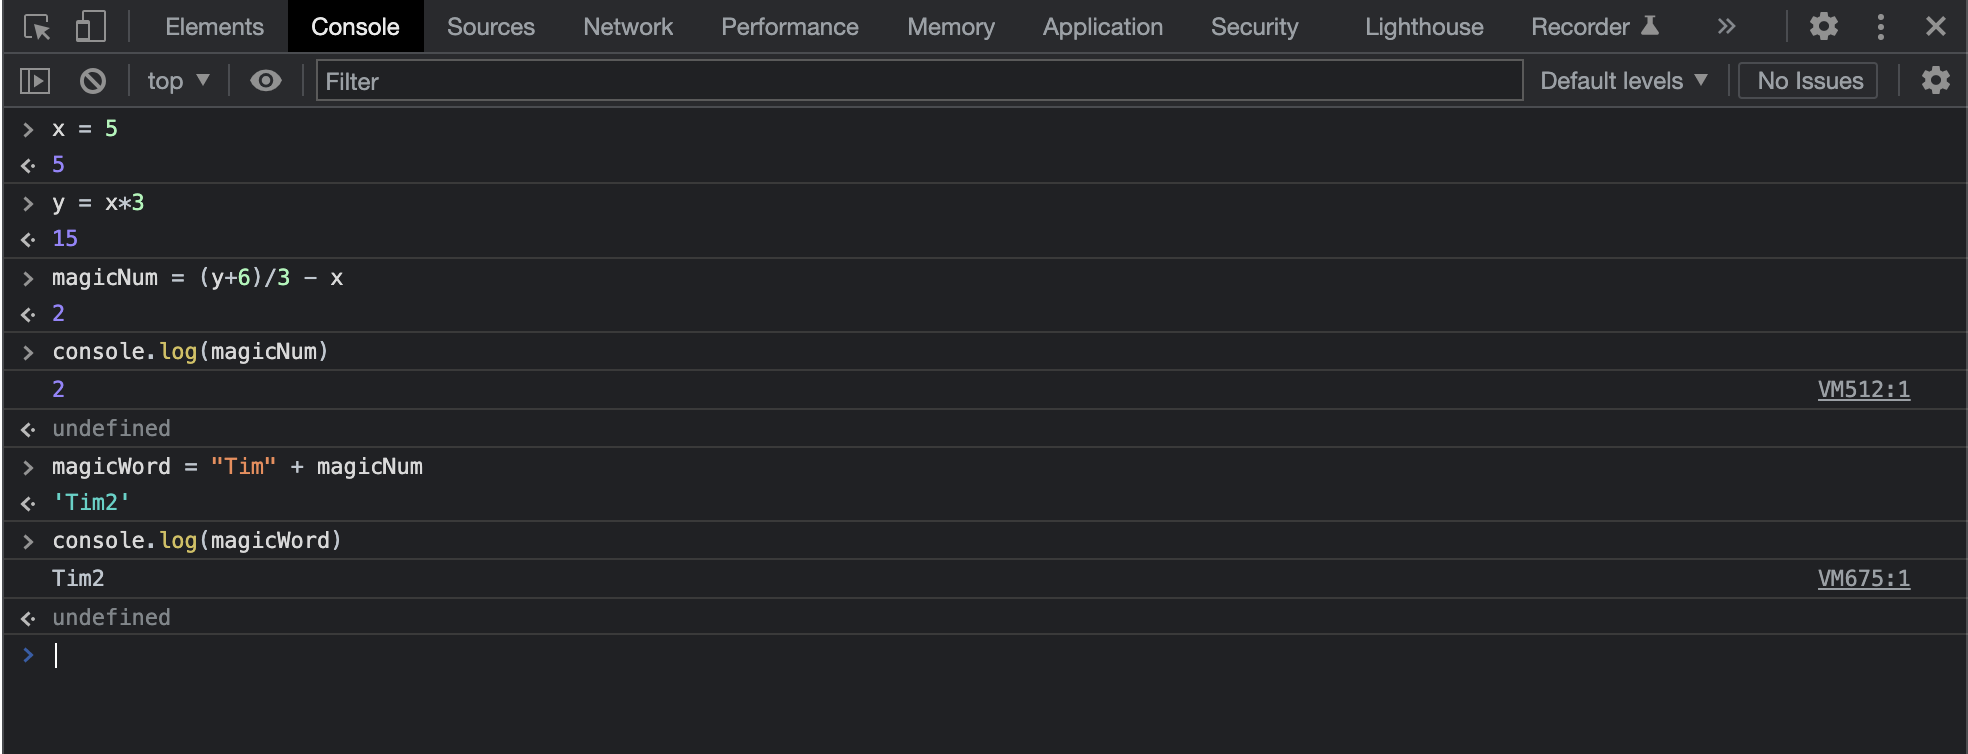 Elements Console Sources Network Performance Memory Application Security Lighthouse Recorder
top Filter Default levels No Issues
> x = 5
5
> y = x*3
15
> magicNum = (y+6)/3 - x
2
> console.log(magicNum)
2 VM512:1
undefined
> magicWord = "Tim" + magicNum
'Tim2'
> console.log(magicWord)
Tim2 VM675:1
undefined
>